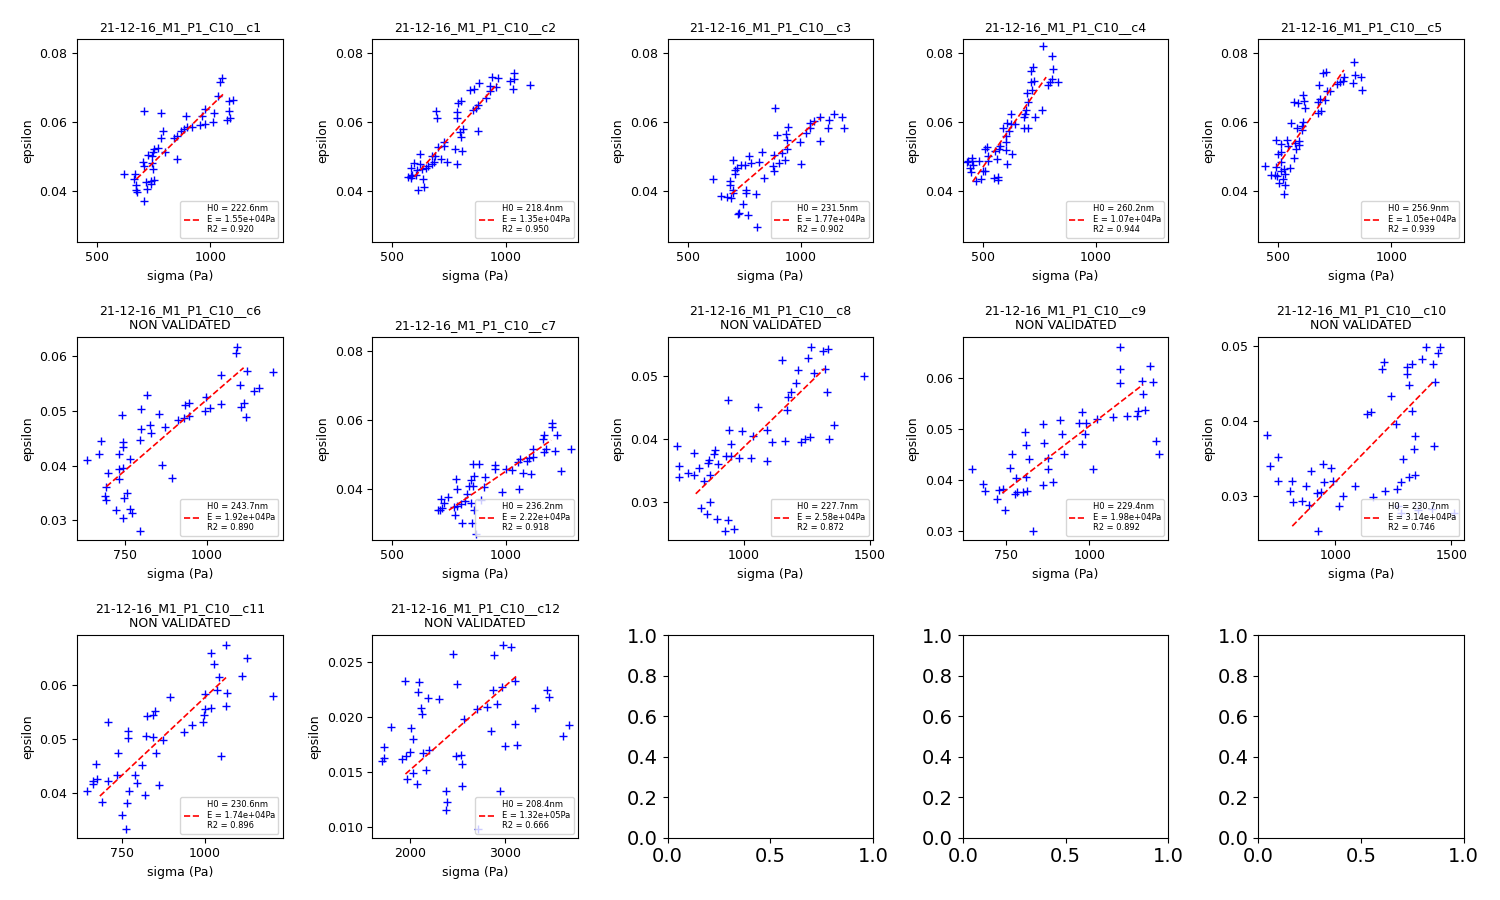 21-12-16_M1_P1_C10__c1
0.08
0.06
0.04
epsilon
500
1000
sigma (Pa)
H0 = 222.6nm
E = 1.55e+04Pa
R2 = 0.920
21-12-16_M1_P1_C10__c2
0.08
0.06
0.04
epsilon
500
1000
sigma (Pa)
H0 = 218.4nm
E = 1.35e+04Pa
R2 = 0.950
21-12-16_M1_P1_C10__c3
0.08
0.06
0.04
epsilon
500
1000
sigma (Pa)
H0 = 231.5nm
E = 1.77e+04Pa
R2 = 0.902
21-12-16_M1_P1_C10__c4
0.08
0.06
0.04
epsilon
500
1000
sigma (Pa)
H0 = 260.2nm
E = 1.07e+04Pa
R2 = 0.944
21-12-16_M1_P1_C10__c5
0.08
0.06
0.04
epsilon
500
1000
sigma (Pa)
H0 = 256.9nm
E = 1.05e+04Pa
R2 = 0.939
21-12-16_M1_P1_C10__c6
NON VALIDATED
0.06
0.05
0.04
0.03
epsilon
750
1000
sigma (Pa)
H0 = 243.7nm
E = 1.92e+04Pa
R2 = 0.890
21-12-16_M1_P1_C10__c7
0.08
0.06
0.04
epsilon
500
1000
sigma (Pa)
H0 = 236.2nm
E = 2.22e+04Pa
R2 = 0.918
21-12-16_M1_P1_C10__c8
NON VALIDATED
0.05
0.04
0.03
epsilon
1000
1500
sigma (Pa)
H0 = 227.7nm
E = 2.58e+04Pa
R2 = 0.872
21-12-16_M1_P1_C10__c9
NON VALIDATED
0.06
0.05
0.04
0.03
epsilon
750
1000
sigma (Pa)
H0 = 229.4nm
E = 1.98e+04Pa
R2 = 0.892
21-12-16_M1_P1_C10__c10
NON VALIDATED
0.05
0.04
0.03
epsilon
1000
1500
sigma (Pa)
H0 = 230.7nm
E = 3.14e+04Pa
R2 = 0.746
21-12-16_M1_P1_C10__c11
NON VALIDATED
0.06
0.05
0.04
epsilon
750
1000
sigma (Pa)
H0 = 230.6nm
E = 1.74e+04Pa
R2 = 0.896
21-12-16_M1_P1_C10__c12
NON VALIDATED
0.025
0.020
0.015
0.010
epsilon
2000
3000
sigma (Pa)
H0 = 208.4nm
E = 1.32e+05Pa
R2 = 0.666
1.0
0.8
0.6
0.4
0.2
0.0
0.0
0.5
1.0
1.0
0.8
0.6
0.4
0.2
0.0
0.0
0.5
1.0
1.0
0.8
0.6
0.4
0.2
0.0
0.0
0.5
1.0